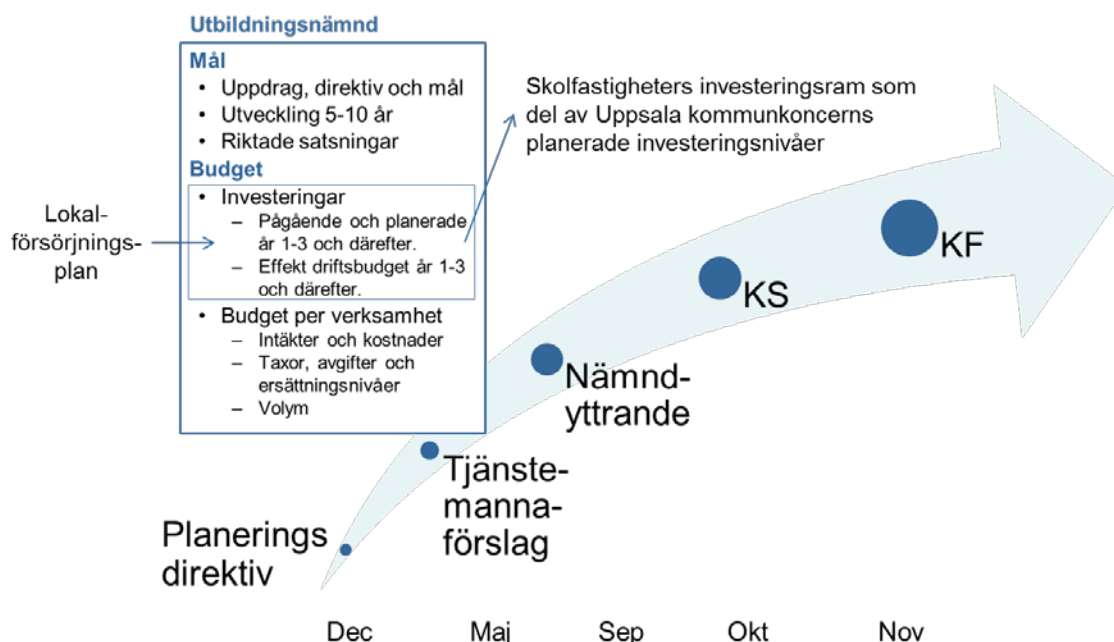 Utbildningsnämnd
Mål
• Uppdrag, direktiv och mål
• Utveckling 5-10 år
• Riktade satsningar
Budget
• Investeringar
– Pågående och planerade
år 1-3 och därefter.
– Effekt driftsbudget år 1-3
och därefter.
• Budget per verksamhet
– Intäkter och kostnader
– Taxor, avgifter och
ersättningsnivåer
– Volym
Lokal-
försörjnings-
plan
Skolfastigheters investeringsram som
del av Uppsala kommunkoncerns
planerade investeringsnivåer
KF
KS
Nämnd-
yttrande
Tjänste-
manna-
förslag
Planerings
direktiv
Dec Maj Sep Okt Nov